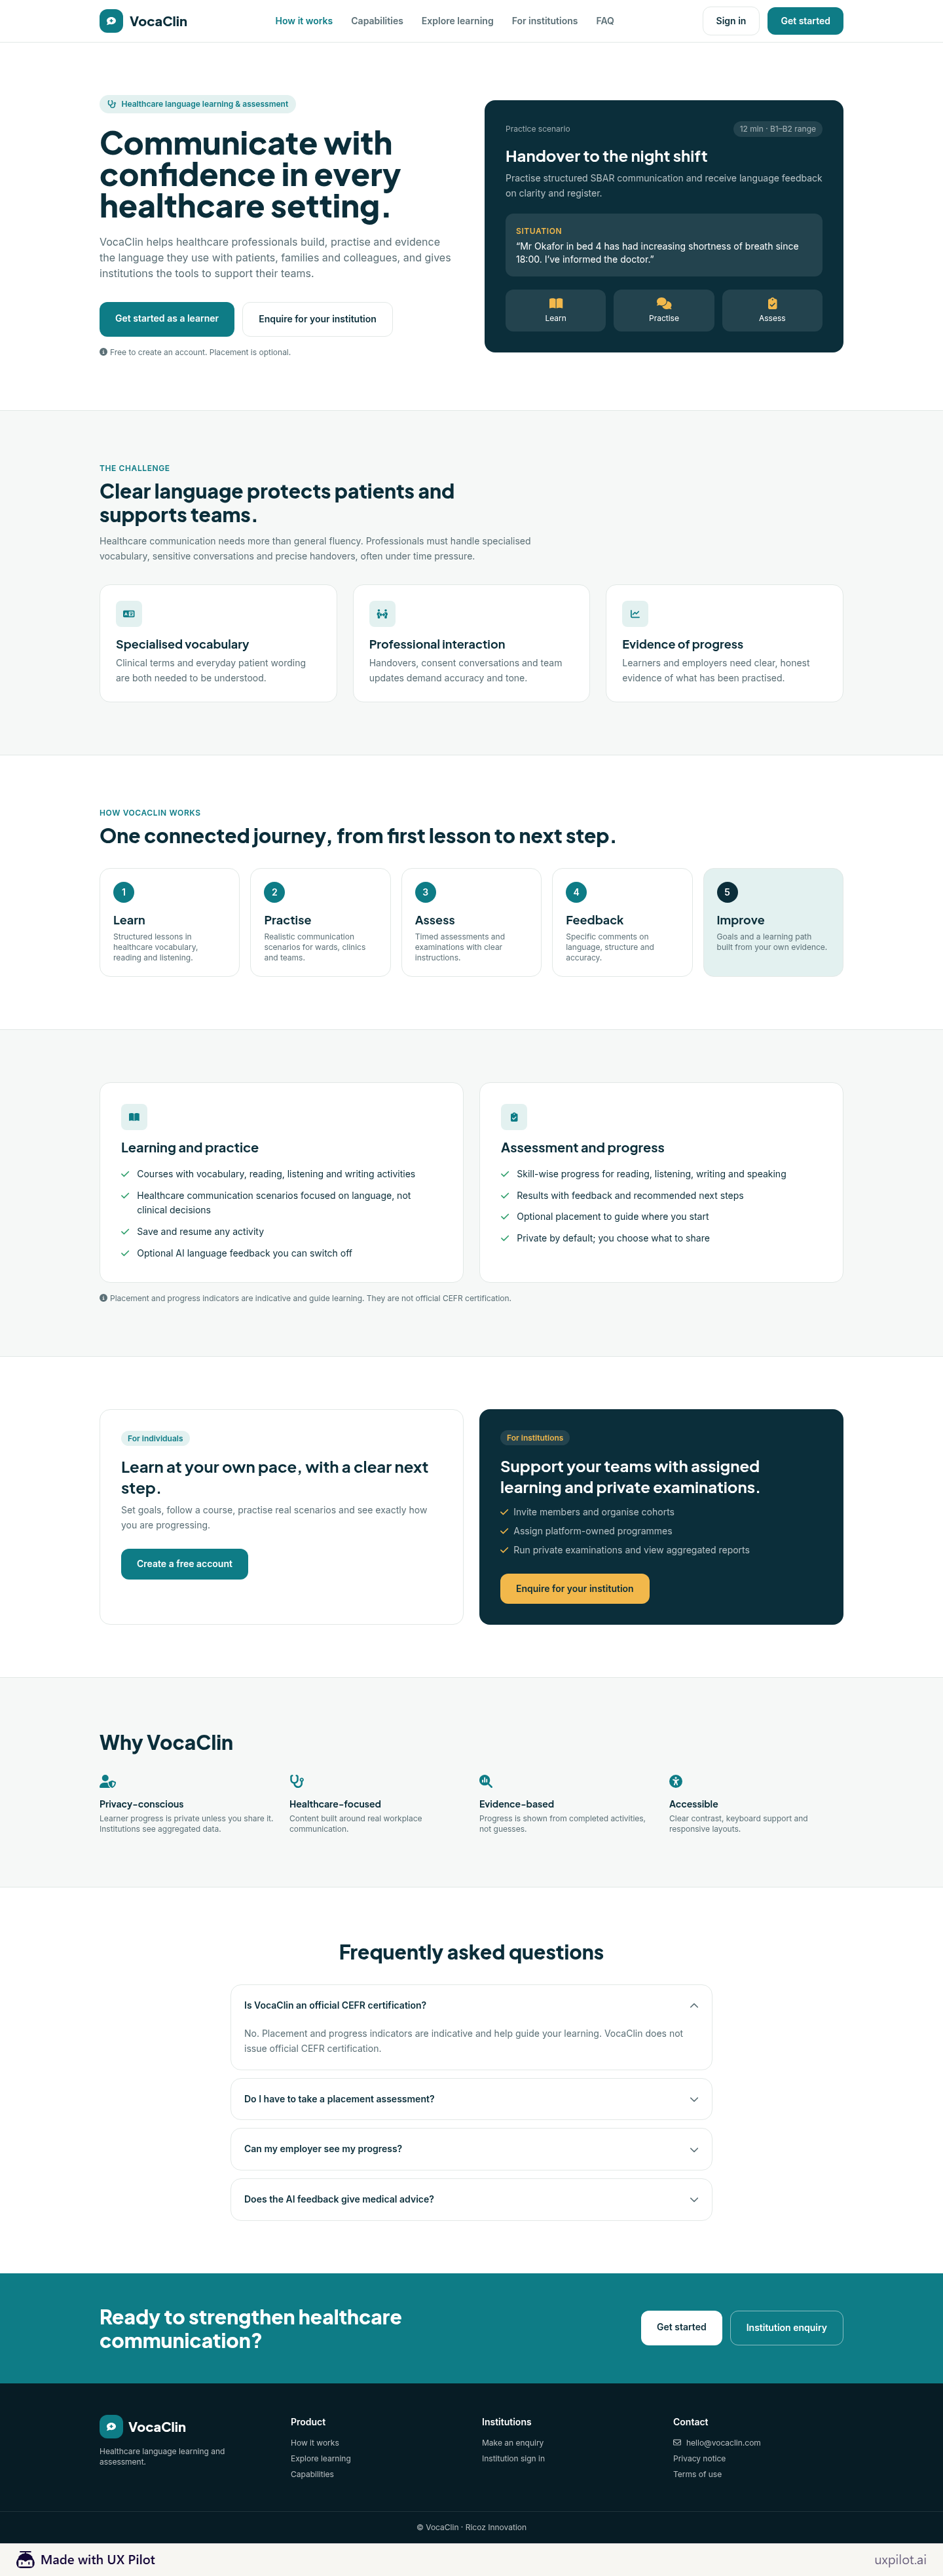 VocaClin
How it works
Capabilities
Explore learning
For institutions
FAQ
Sign in
Get started
Healthcare language learning & assessment
Communicate with
confidence in every
healthcare setting.
VocaClin helps healthcare professionals build, practise and evidence
the language they use with patients, families and colleagues, and gives
institutions the tools to support their teams.
Get started as a learner
Enquire for your institution
Free to create an account. Placement is optional.
Practice scenario
12 min · B1–B2 range
Handover to the night shift
Practise structured SBAR communication and receive language feedback
on clarity and register.
SITUATION
“Mr Okafor in bed 4 has had increasing shortness of breath since
18:00. I’ve informed the doctor.”
Learn
Practise
Assess
THE CHALLENGE
Clear language protects patients and
supports teams.
Healthcare communication needs more than general fluency. Professionals must handle specialised
vocabulary, sensitive conversations and precise handovers, often under time pressure.
Specialised vocabulary
Clinical terms and everyday patient wording
are both needed to be understood.
Professional interaction
Handovers, consent conversations and team
updates demand accuracy and tone.
Evidence of progress
Learners and employers need clear, honest
evidence of what has been practised.
HOW VOCACLIN WORKS
One connected journey, from first lesson to next step.
1
Learn
Structured lessons in
healthcare vocabulary,
reading and listening.
2
Practise
Realistic communication
scenarios for wards, clinics
and teams.
3
Assess
Timed assessments and
examinations with clear
instructions.
4
Feedback
Specific comments on
language, structure and
accuracy.
5
Improve
Goals and a learning path
built from your own evidence.
Learning and practice
Courses with vocabulary, reading, listening and writing activities
Healthcare communication scenarios focused on language, not
clinical decisions
Save and resume any activity
Optional AI language feedback you can switch off
Assessment and progress
Skill-wise progress for reading, listening, writing and speaking
Results with feedback and recommended next steps
Optional placement to guide where you start
Private by default; you choose what to share
Placement and progress indicators are indicative and guide learning. They are not official CEFR certification.
For individuals
Learn at your own pace, with a clear next
step.
Set goals, follow a course, practise real scenarios and see exactly how
you are progressing.
Create a free account
For institutions
Support your teams with assigned
learning and private examinations.
Invite members and organise cohorts
Assign platform-owned programmes
Run private examinations and view aggregated reports
Enquire for your institution
Why VocaClin
Privacy-conscious
Learner progress is private unless you share it.
Institutions see aggregated data.
Healthcare-focused
Content built around real workplace
communication.
Evidence-based
Progress is shown from completed activities,
not guesses.
Accessible
Clear contrast, keyboard support and
responsive layouts.
Frequently asked questions
Is VocaClin an official CEFR certification?
No. Placement and progress indicators are indicative and help guide your learning. VocaClin does not
issue official CEFR certification.
Do I have to take a placement assessment?
Can my employer see my progress?
Does the AI feedback give medical advice?
Ready to strengthen healthcare
communication?
Get started
Institution enquiry
VocaClin
Healthcare language learning and
assessment.
Product
How it works
Explore learning
Capabilities
Institutions
Make an enquiry
Institution sign in
Contact
hello@vocaclin.com
Privacy notice
Terms of use
© VocaClin · Ricoz Innovation
Made with UX Pilot
uxpilot.ai